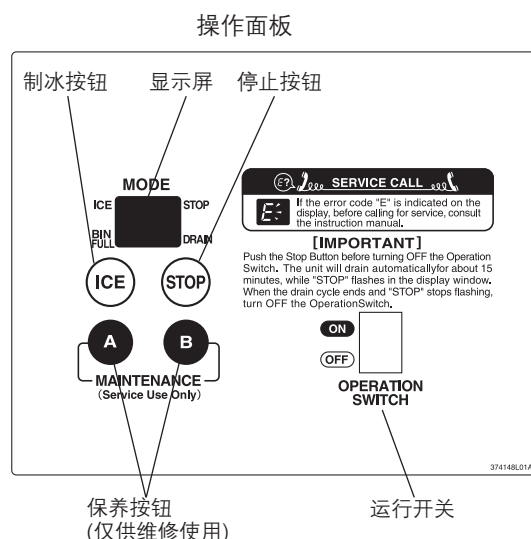 操作面板
制冰按钮
显示屏
停止按钮
MODE
ICE
STOP
BIN
FULL
DRAIN
ICE
STOP
A
B
MAINTENANCE
(Service Use Only)
E?
SERVICE CALL
E
If the error code "E" is indicated on the
display, before calling for service, consult
the instruction manual.
[IMPORTANT]
Push the Stop Button before turning OFF the Operation
Switch. The unit will drain automaticallyfor about 15
minutes, while "STOP" flashes in the display window.
When the drain cycle ends and "STOP" stops flashing,
turn OFF the OperationSwitch.
ON
OFF
OPERATION
SWITCH
374148L01A
保养按钮
(仅供维修使用)
运行开关